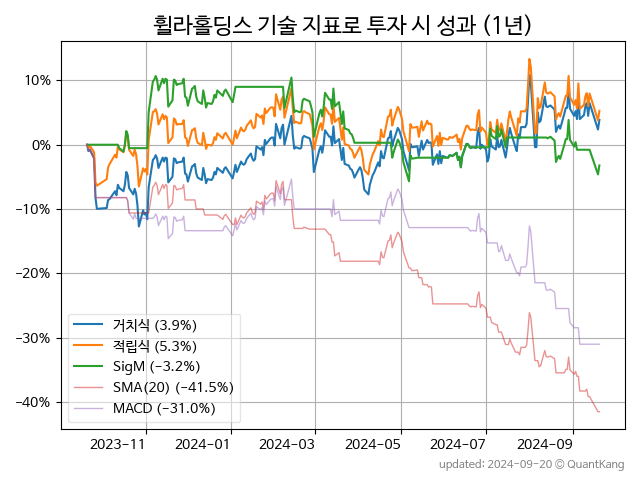 휠라홀딩스 기술 지표로 투자 시 성과 (1년)
10%
0%
−10%
−20%
−30%
−40%
거치식 (3.9%)
적립식 (5.3%)
SigM (−3.2%)
SMA(20) (−41.5%)
MACD (−31.0%)
2023-11
2024-01
2024-03
2024-05
2024-07
2024-09
updated: 2024-09-20 @ QuantKang